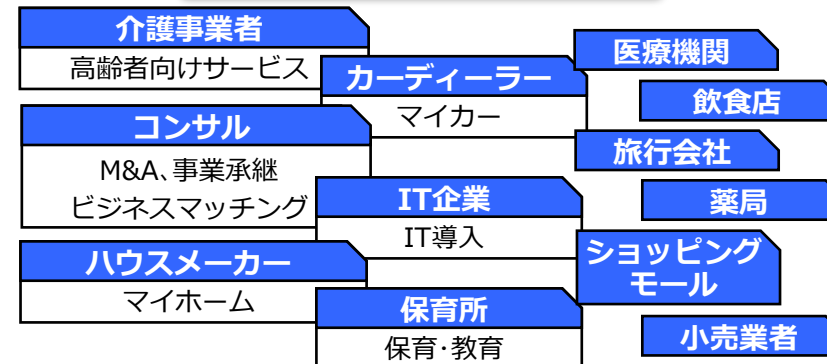 介護事業者
高齢者向けサービス
カーディーラー
マイカー
コンサル
M&A、事業承継
ビジネスマッチング
IT企業
IT導入
ハウスメーカー
マイホーム
保育所
保育・教育
医療機関
飲食店
旅行会社
薬局
ショッピング
モール
小売業者